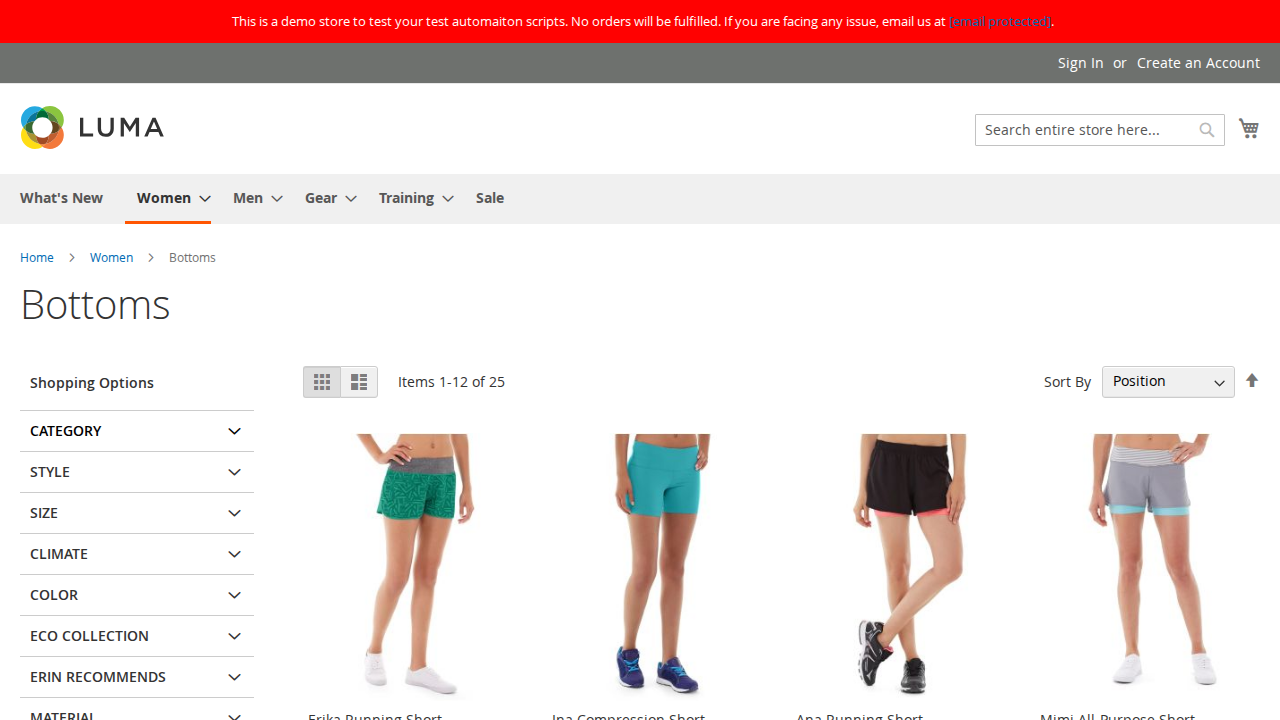 This is a demo store to test your test automaiton scripts. No orders will be fulfilled. If you are facing any issue, email us at [email protected].
Sign In or Create an Account
LUMA
Search entire store here...
What's New Women Men Gear Training Sale
Home Women Bottoms
Bottoms
Shopping Options
Items 1-12 of 25
Sort By Position
CATEGORY
STYLE
SIZE
CLIMATE
COLOR
ECO COLLECTION
ERIN RECOMMENDS
MATERIAL
Erika Running Short
Ina Compression Short
Ana Running Short
Mimi All-Purpose Short